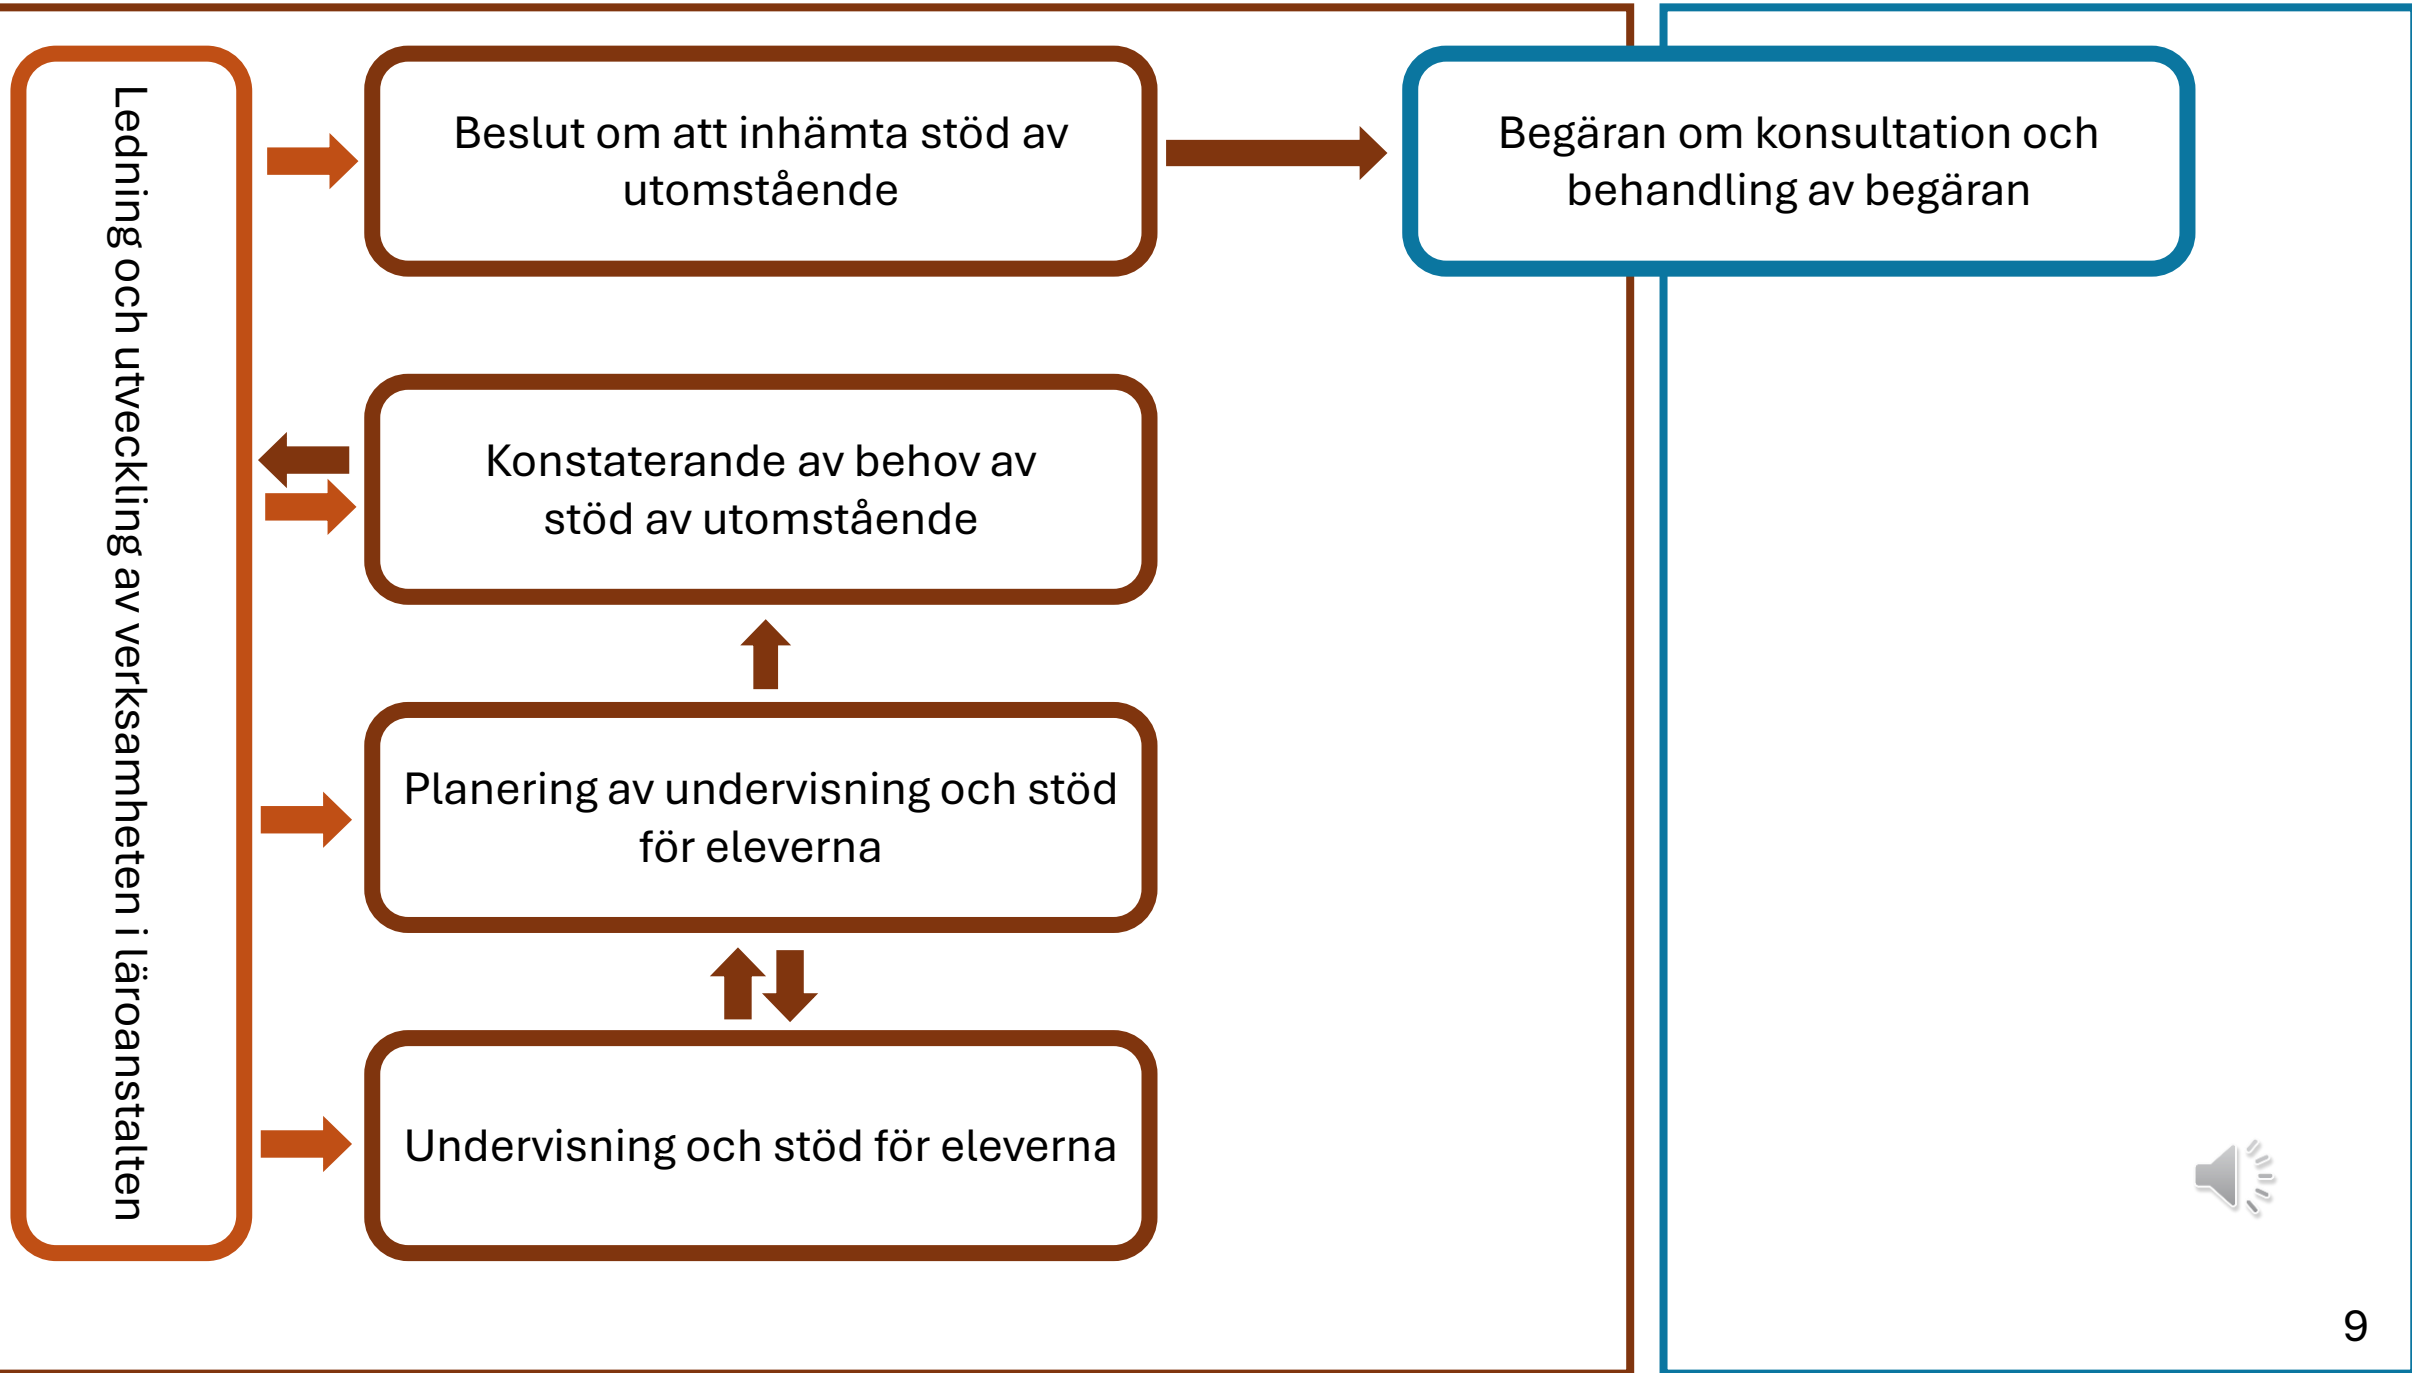 Ledning och utveckling av verksamheten i läroanstalten
Beslut om att inhämta stöd av
utomstående
Begäran om konsultation och
behandling av begäran
Konstaterande av behov av
stöd av utomstående
Planering av undervisning och stöd
för eleverna
Undervisning och stöd för eleverna
9